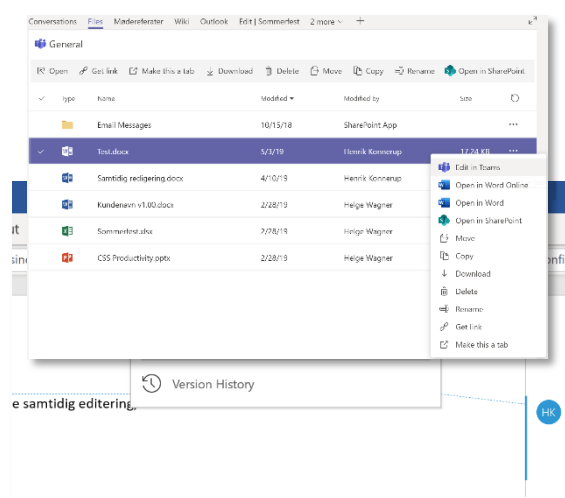 Conversations Files Mødereferater Wiki Outlook Edit | Sommerfest 2 more
General
Open Get link Make this a tab Download Delete Move Copy Rename Open in SharePoint
Type Name Modified Modified by Size
Email Messages 10/15/18 SharePoint App
Test.docx 5/3/19 Henrik Konnerup 17.24 KB
Samtidig redigering.docx 4/10/19 Henrik Konnerup
Kundenavn v1.00.docx 2/28/19 Helge Wagner
Sommerfest.xlsx 2/28/19 Helge Wagner
CSS Productivity.pptx 2/28/19 Helge Wagner
Edit in Teams
Open in Word Online
Open in Word
Open in SharePoint
Move
Copy
Download
Delete
Rename
Get link
Make this a tab
Version History
e samtidig editering,
HK